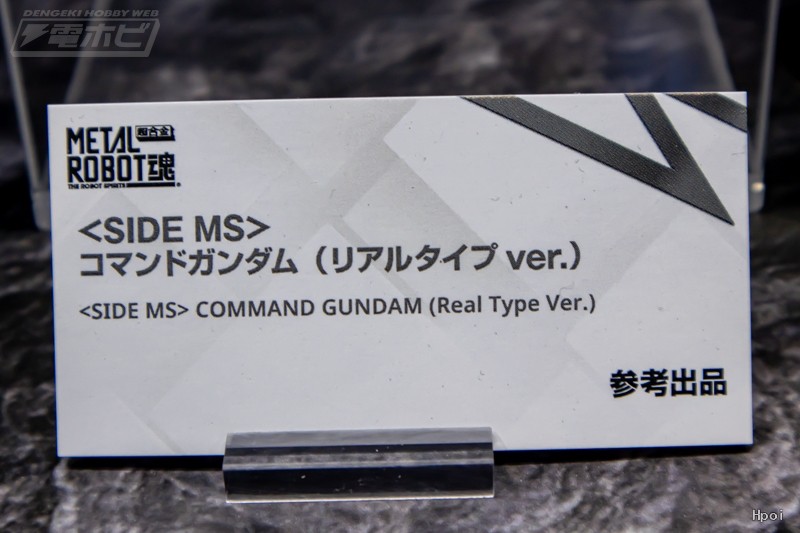 DENGEKI HOBBY WEB
電ホビ
METAL 超合金
ROBOT魂
THE ROBOT SPIRITS
<SIDE MS>
コマンドガンダム（リアルタイプ ver.）
<SIDE MS> COMMAND GUNDAM (Real Type Ver.)
参考出品
Hpoi